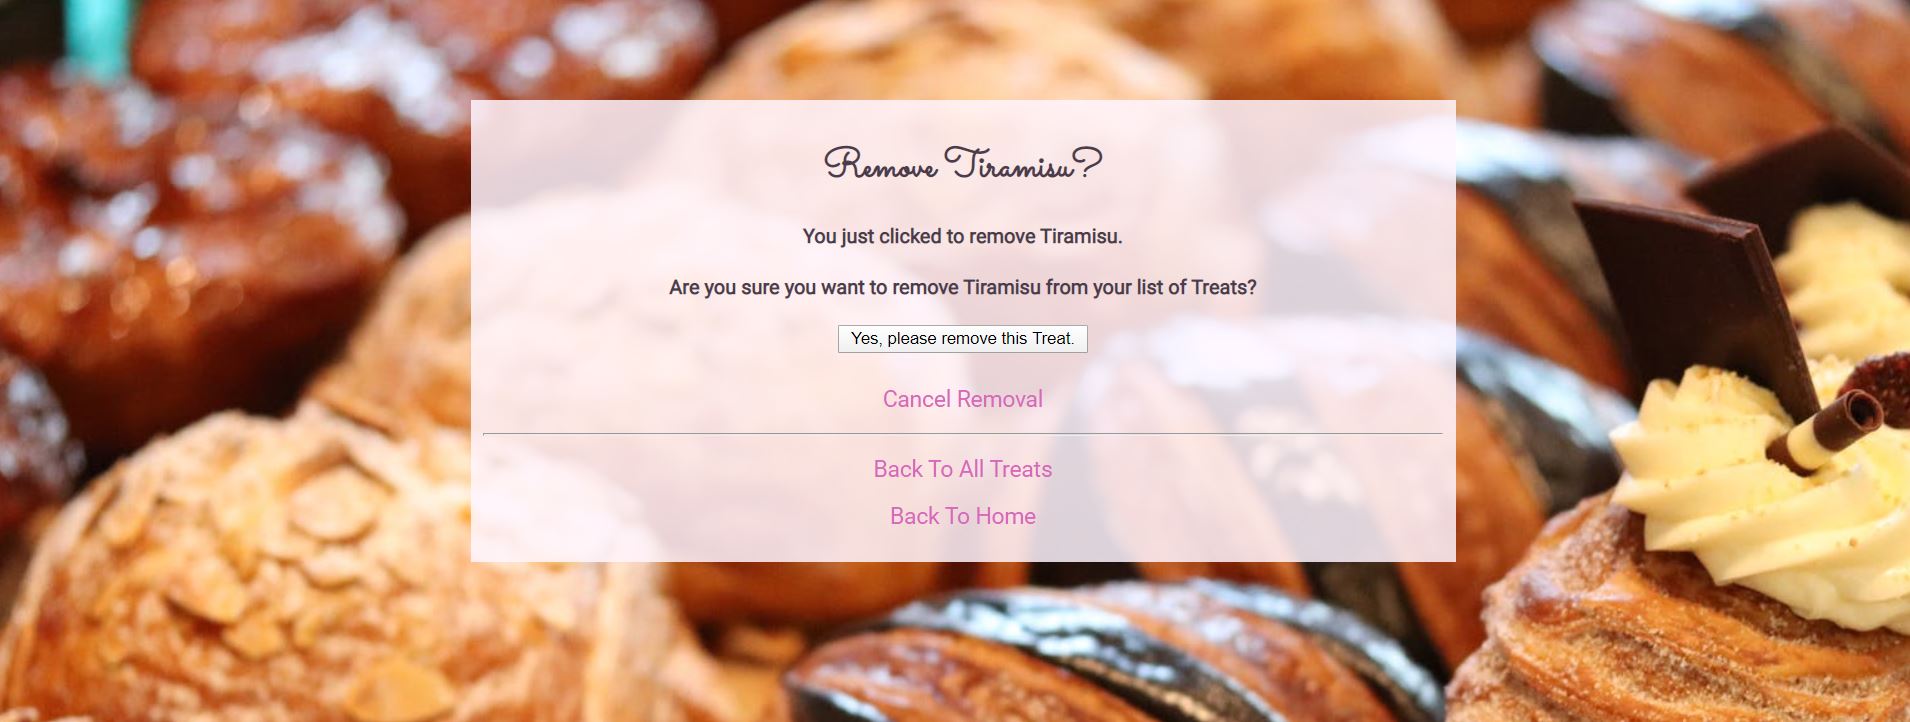 Remove Tiramisu?
You just clicked to remove Tiramisu.
Are you sure you want to remove Tiramisu from your list of Treats?
Yes, please remove this Treat.
Cancel Removal
Back To All Treats
Back To Home